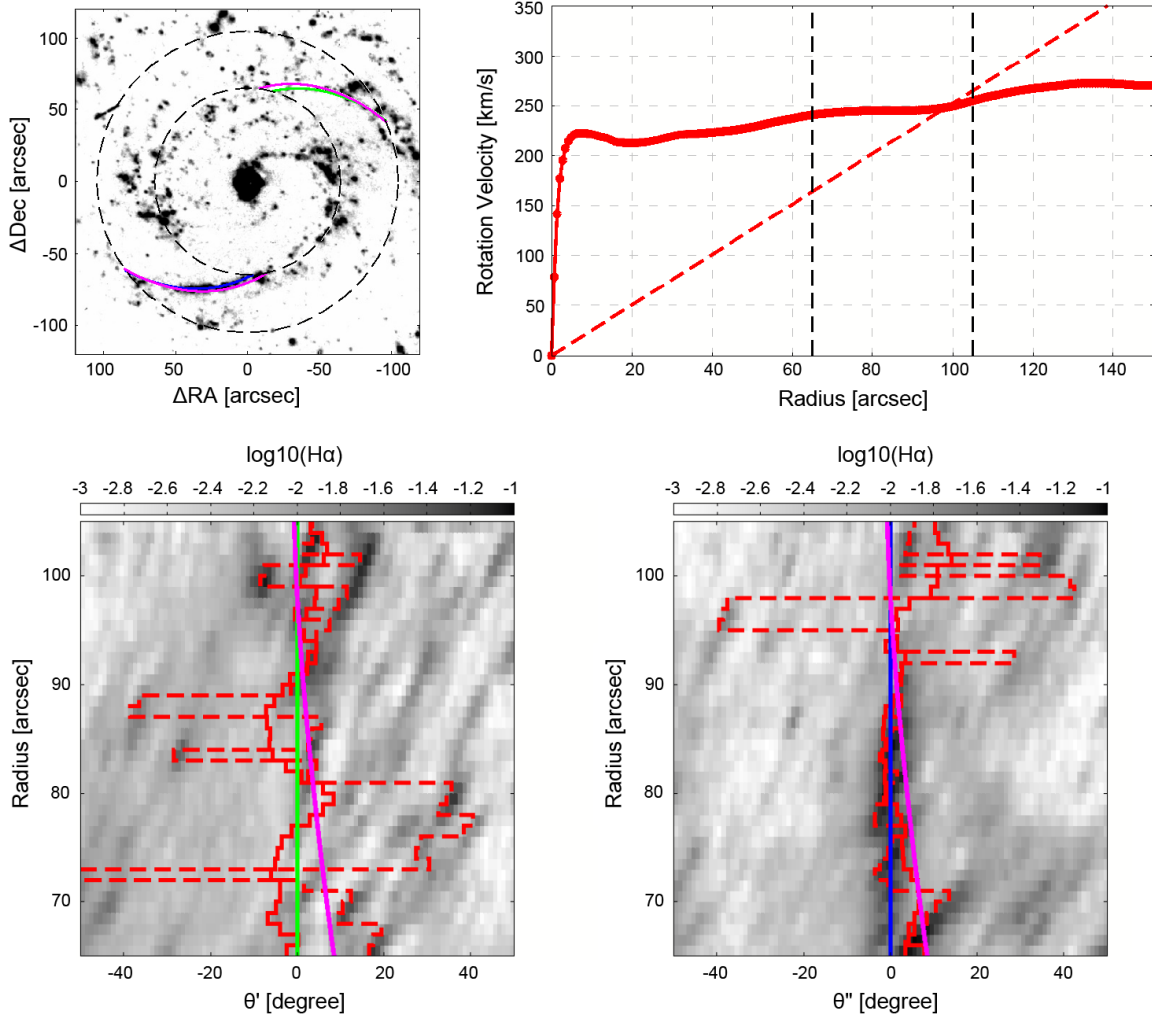 100
50
0
-50
-100
ΔDec [arcsec]
100 50 0 -50 -100
ΔRA [arcsec]
350
300
250
200
150
100
50
0
Rotation Velocity [km/s]
0 20 40 60 80 100 120 140
Radius [arcsec]
log10(Hα)
-3 -2.8 -2.6 -2.4 -2.2 -2 -1.8 -1.6 -1.4 -1.2 -1
100
90
80
70
Radius [arcsec]
-40 -20 0 20 40
θ' [degree]
log10(Hα)
-3 -2.8 -2.6 -2.4 -2.2 -2 -1.8 -1.6 -1.4 -1.2 -1
100
90
80
70
Radius [arcsec]
-40 -20 0 20 40
θ" [degree]